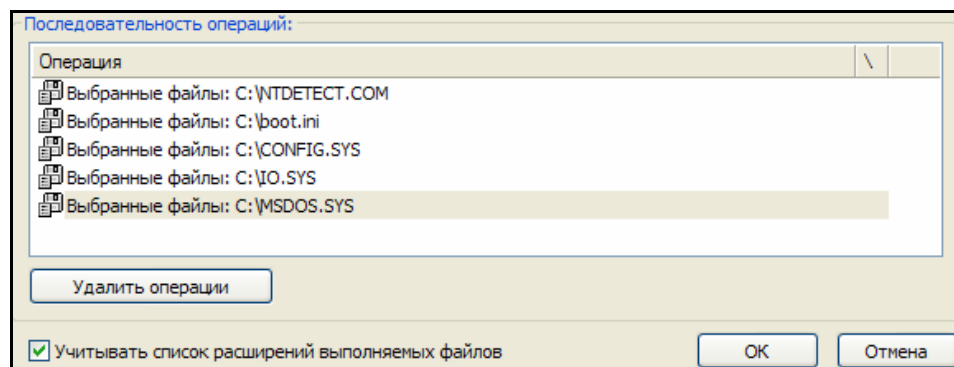 Последовательность операций:
Операция \
Выбранные файлы: C:\NTDETECT.COM
Выбранные файлы: C:\boot.ini
Выбранные файлы: C:\CONFIG.SYS
Выбранные файлы: C:\IO.SYS
Выбранные файлы: C:\MSDOS.SYS
Удалить операции
Учитывать список расширений выполняемых файлов OK Отмена